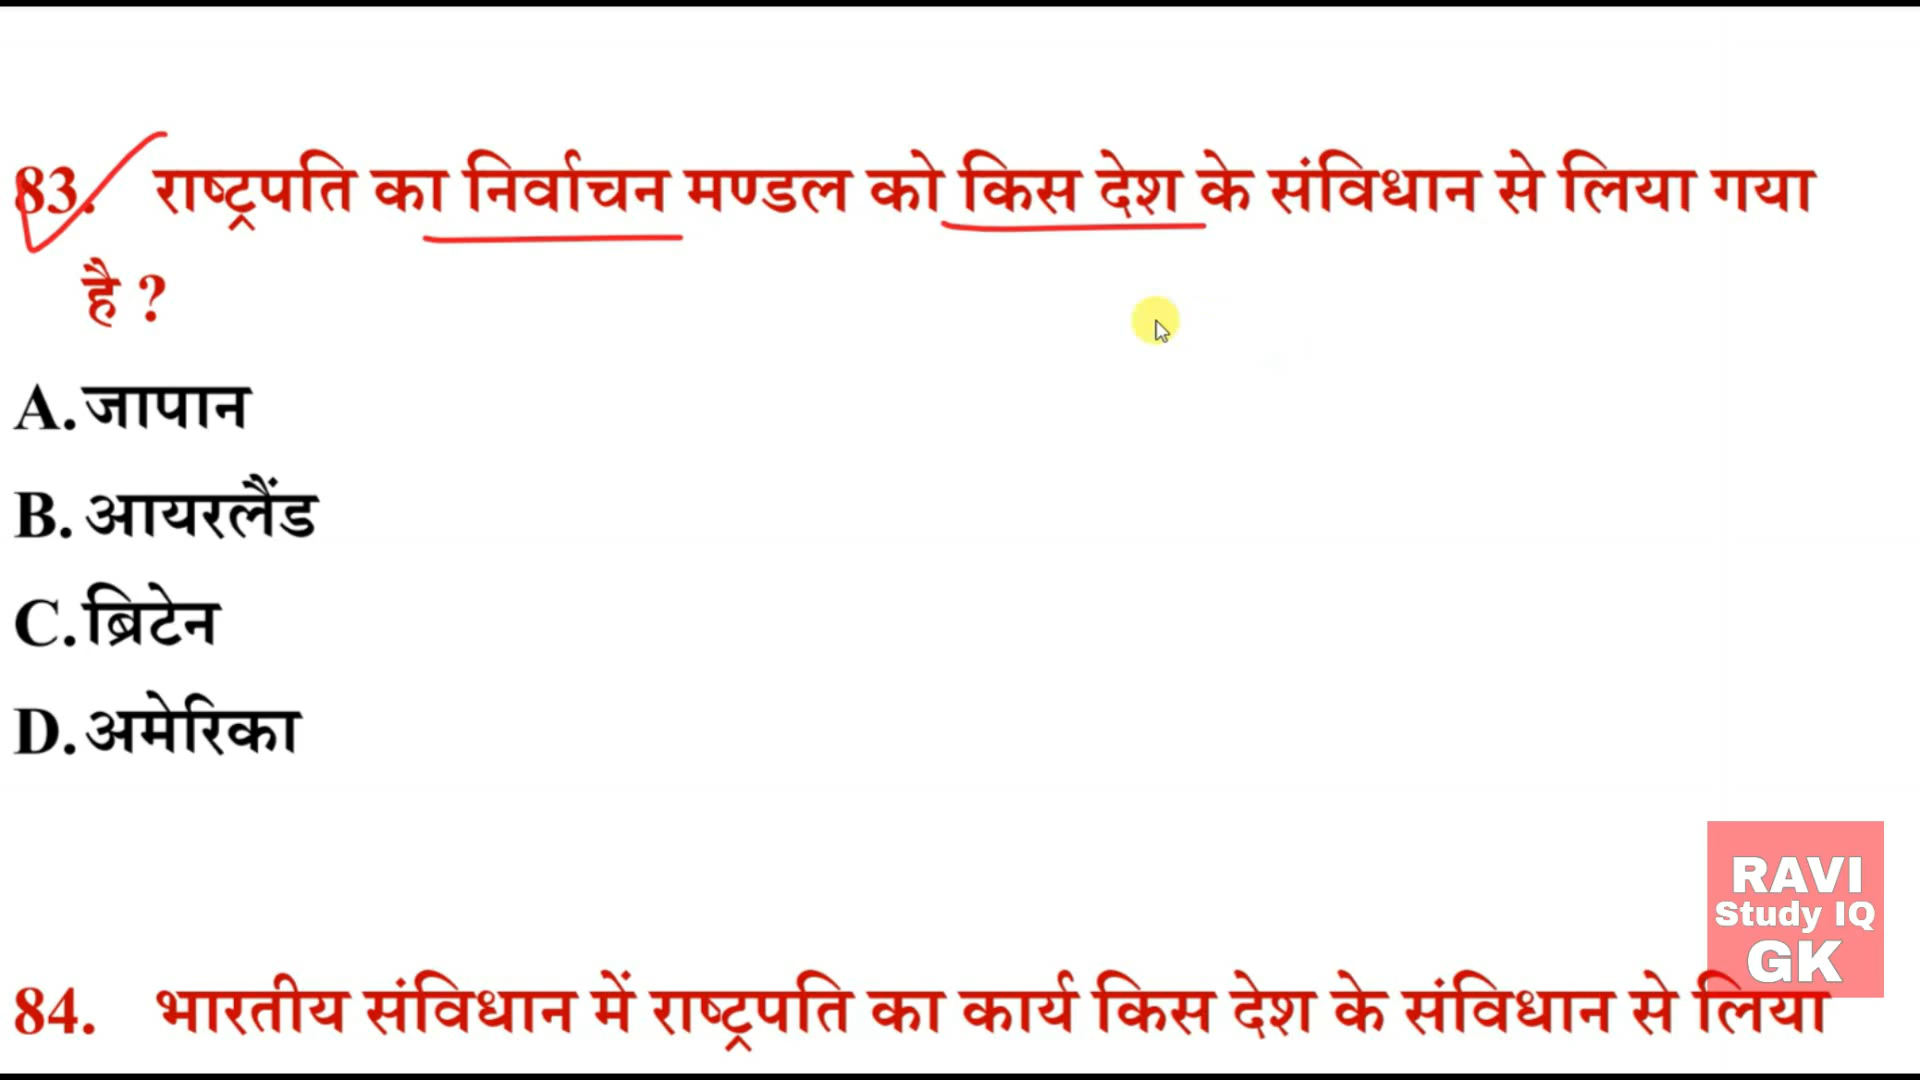 83. राष्ट्रपति का निर्वाचन मण्डल को किस देश के संविधान से लिया गया
है ?
A. जापान
B. आयरलैंड
C. ब्रिटेन
D. अमेरिका
RAVI
Study IQ
GK
84. भारतीय संविधान में राष्ट्रपति का कार्य किस देश के संविधान से लिया